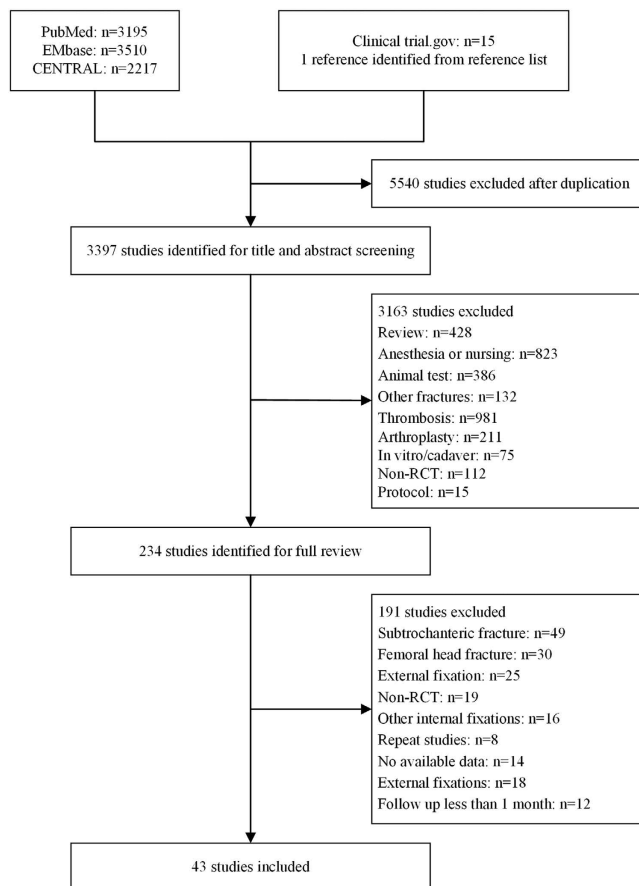 PubMed: n=3195
EMbase: n=3510
CENTRAL: n=2217
Clinical trial.gov: n=15
1 reference identified from reference list
5540 studies excluded after duplication
3397 studies identified for title and abstract screening
3163 studies excluded
Review: n=428
Anesthesia or nursing: n=823
Animal test: n=386
Other fractures: n=132
Thrombosis: n=981
Arthroplasty: n=211
In vitro/cadaver: n=75
Non-RCT: n=112
Protocol: n=15
234 studies identified for full review
191 studies excluded
Subtrochanteric fracture: n=49
Femoral head fracture: n=30
External fixation: n=25
Non-RCT: n=19
Other internal fixations: n=16
Repeat studies: n=8
No available data: n=14
External fixations: n=18
Follow up less than 1 month: n=12
43 studies included